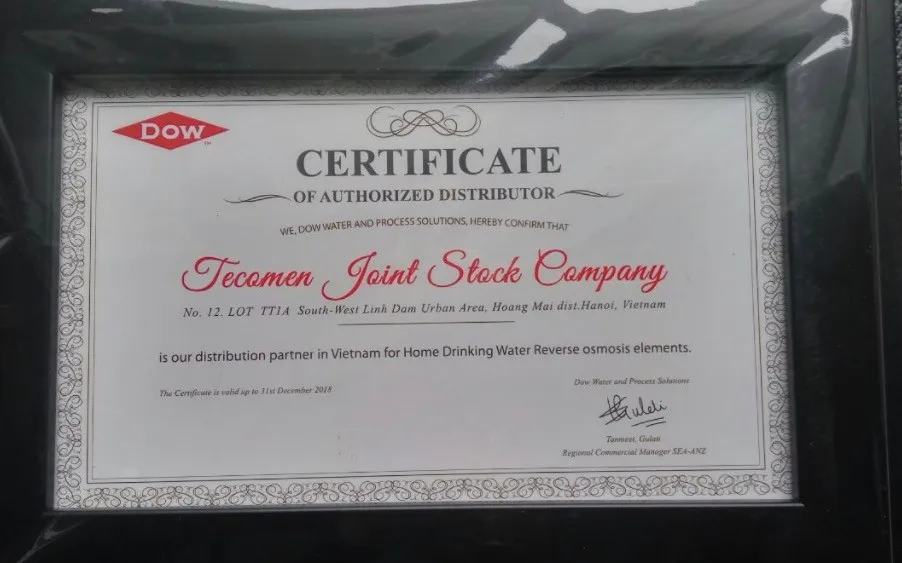 DOW
CERTIFICATE
OF AUTHORIZED DISTRIBUTOR
WE, DOW WATER AND PROCESS SOLUTIONS, HEREBY CONFIRM THAT
Tecomen Joint Stock Company
No. 12. LOT TT1A South-West Linh Dam Urban Area, Hoang Mai dist.Hanoi, Vietnam
is our distribution partner in Vietnam for Home Drinking Water Reverse osmosis elements.
The Certificate is valid up to 31st December 2018
Dow Water and Process Solutions
Gulati
Tanmeet, Gulati
Regional Commercial Manager SEA-ANZ